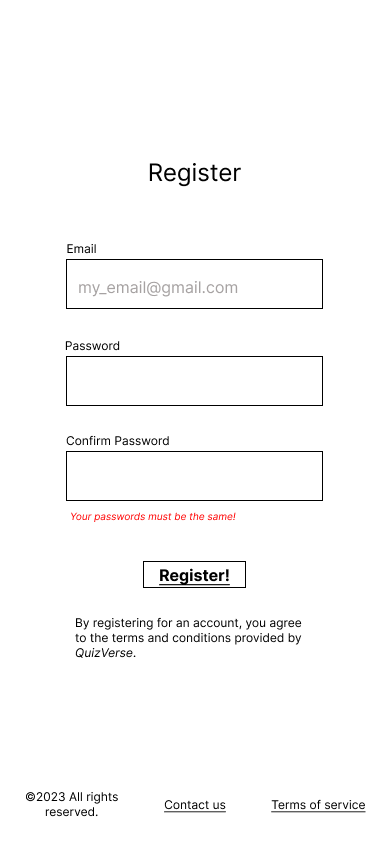 Register
Email
my_email@gmail.com
Password
Confirm Password
Your passwords must be the same!
Register!
By registering for an account, you agree
to the terms and conditions provided by
QuizVerse.
©2023 All rights
reserved.
Contact us
Terms of service